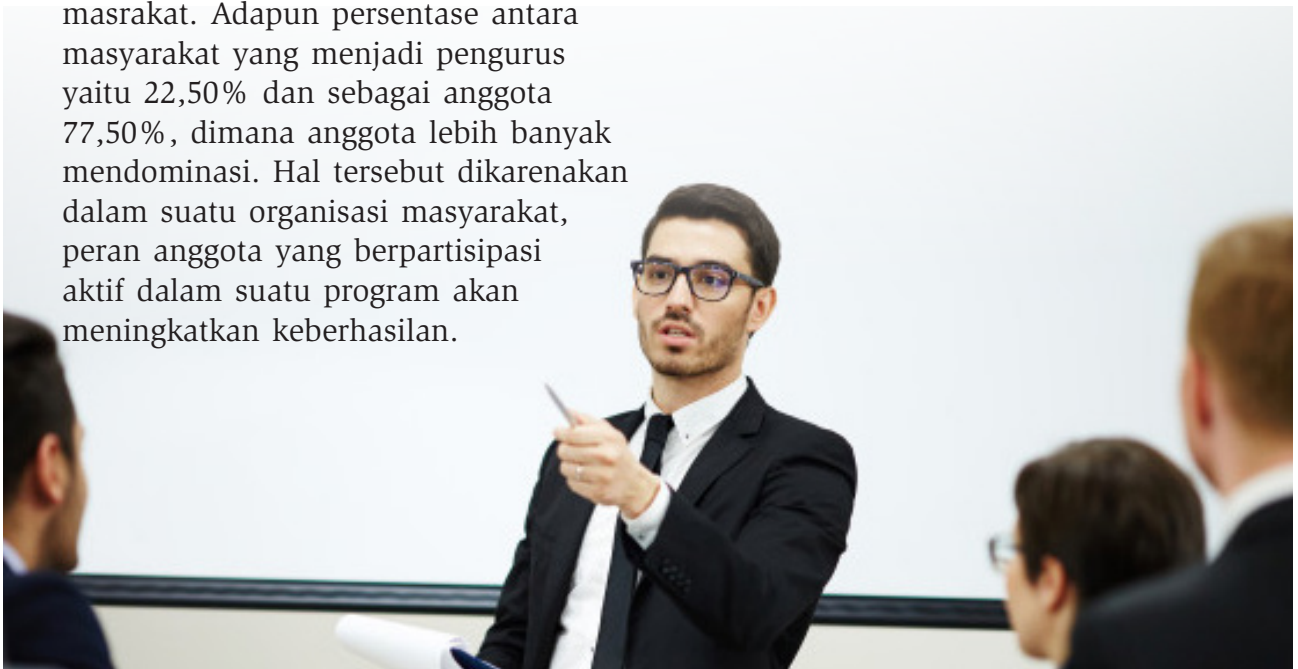 masrakat. Adapun persentase antara
masyarakat yang menjadi pengurus
yaitu 22,50% dan sebagai anggota
77,50%, dimana anggota lebih banyak
mendominasi. Hal tersebut dikarenakan
dalam suatu organisasi masyarakat,
peran anggota yang berpartisipasi
aktif dalam suatu program akan
meningkatkan keberhasilan.